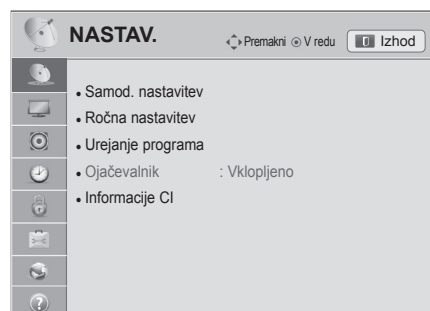 NASTAV.
Premakni V redu Izhod
Samod. nastavitev
Ročna nastavitev
Urejanje programa
Ojačevalnik : Vklopljeno
Informacije CI